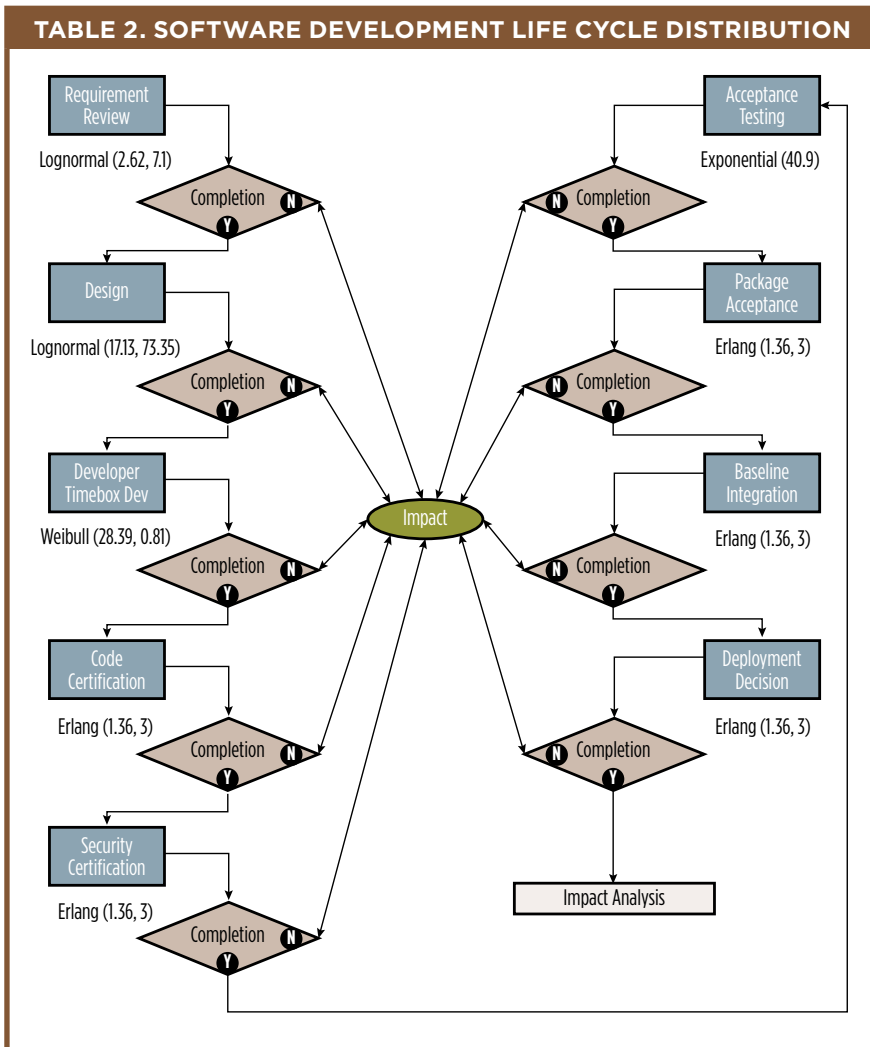 TABLE 2. SOFTWARE DEVELOPMENT LIFE CYCLE DISTRIBUTION
Requirement
Review
Lognormal (2.62, 7.1)
Completion
N
Y
Design
Lognormal (17.13, 73.35)
Completion
N
Y
Developer
Timebox Dev
Weibull (28.39, 0.81)
Completion
N
Y
Code
Certification
Erlang (1.36, 3)
Completion
N
Y
Security
Certification
Erlang (1.36, 3)
Completion
N
Y
Impact
Acceptance
Testing
Exponential (40.9)
Completion
N
Y
Package
Acceptance
Erlang (1.36, 3)
Completion
N
Y
Baseline
Integration
Erlang (1.36, 3)
Completion
N
Y
Deployment
Decision
Erlang (1.36, 3)
Completion
N
Y
Impact Analysis